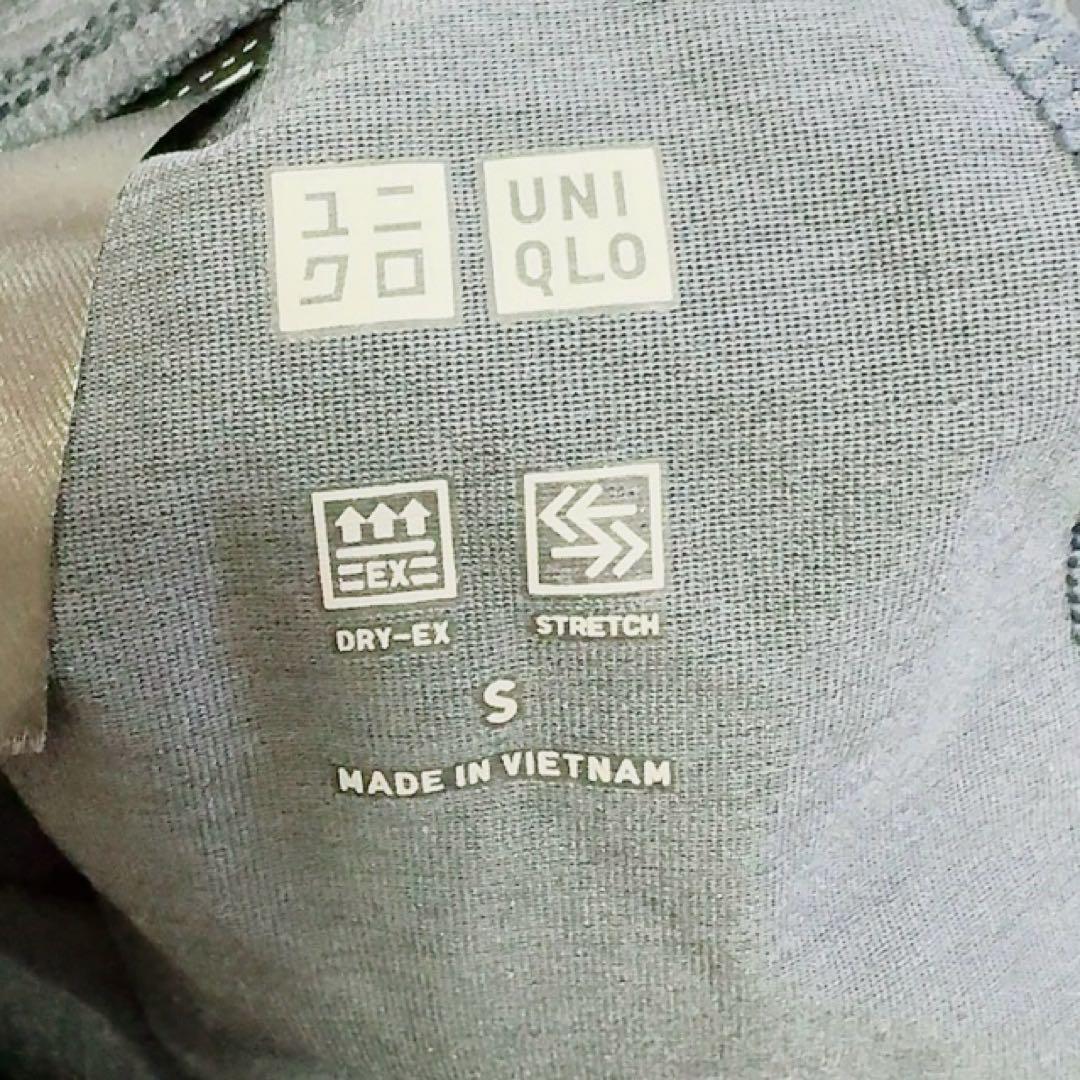 ユニ
クロ
UNI
QLO
EX
DRY-EX
STRETCH
S
MADE IN VIETNAM